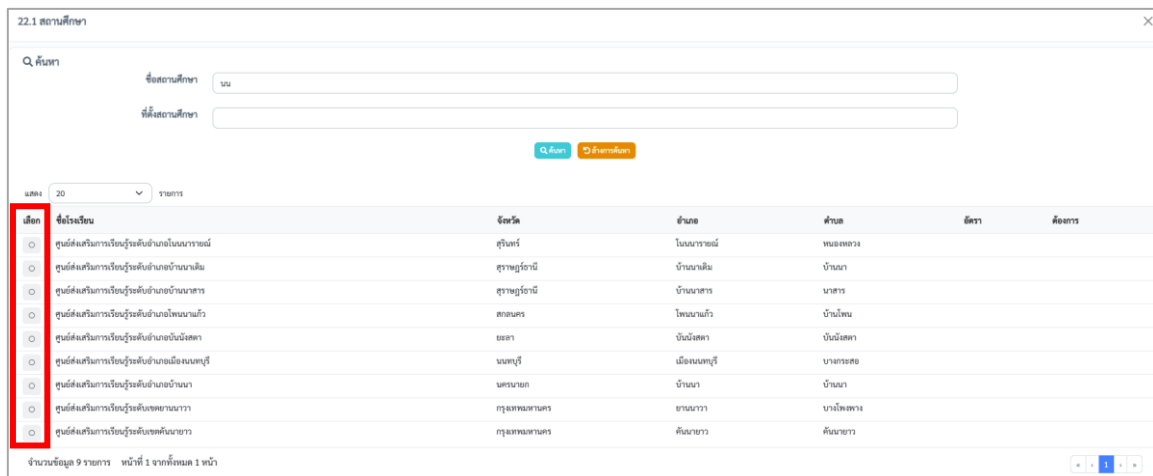 22.1 สถานศึกษา
ค้นหา
ชื่อสถานศึกษา นน
ที่ตั้งสถานศึกษา
ค้นหา ล้างการค้นหา
แสดง 20 รายการ
เลือก ชื่อโรงเรียน จังหวัด อำเภอ ตำบล อัตรา ต้องการ
ศูนย์ส่งเสริมการเรียนรู้ระดับอำเภอโนนนารายณ์ สุรินทร์ โนนนารายณ์ หนองหลวง
ศูนย์ส่งเสริมการเรียนรู้ระดับอำเภอบ้านนาเดิม สุราษฎร์ธานี บ้านนาเดิม บ้านนา
ศูนย์ส่งเสริมการเรียนรู้ระดับอำเภอบ้านนาสาร สุราษฎร์ธานี บ้านนาสาร นาสาร
ศูนย์ส่งเสริมการเรียนรู้ระดับอำเภอโพนนาแก้ว สกลนคร โพนนาแก้ว บ้านโพน
ศูนย์ส่งเสริมการเรียนรู้ระดับอำเภอบันนังสตา ยะลา บันนังสตา บันนังสตา
ศูนย์ส่งเสริมการเรียนรู้ระดับอำเภอเมืองนนทบุรี นนทบุรี เมืองนนทบุรี บางกระสอ
ศูนย์ส่งเสริมการเรียนรู้ระดับอำเภอบ้านนา นครนายก บ้านนา บ้านนา
ศูนย์ส่งเสริมการเรียนรู้ระดับเขตยานนาวา กรุงเทพมหานคร ยานนาวา บางโพงพาง
ศูนย์ส่งเสริมการเรียนรู้ระดับเขตคันนายาว กรุงเทพมหานคร คันนายาว คันนายาว
จำนวนข้อมูล 9 รายการ หน้าที่ 1 จากทั้งหมด 1 หน้า « ‹ 1 › »